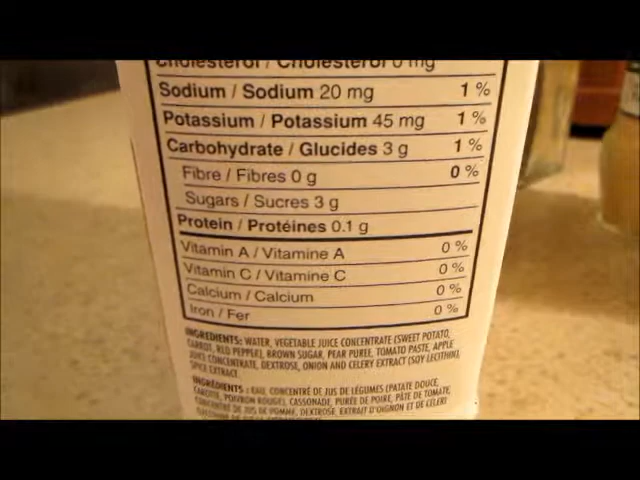 Cholesterol / Cholestérol 0 mg
Sodium / Sodium 20 mg 1 %
Potassium / Potassium 45 mg 1 %
Carbohydrate / Glucides 3 g 1 %
Fibre / Fibres 0 g 0 %
Sugars / Sucres 3 g
Protein / Protéines 0.1 g
Vitamin A / Vitamine A 0 %
Vitamin C / Vitamine C 0 %
Calcium / Calcium 0 %
Iron / Fer 0 %
INGREDIENTS: WATER, VEGETABLE JUICE CONCENTRATE (SWEET POTATO,
CARROT, RED PEPPER), BROWN SUGAR, PEAR PUREE, TOMATO PASTE, APPLE
JUICE CONCENTRATE, DEXTROSE, ONION AND CELERY EXTRACT (SOY LECITHIN),
SPICE EXTRACT.
INGRÉDIENTS : EAU, CONCENTRÉ DE JUS DE LÉGUMES (PATATE DOUCE,
CAROTTE, POIVRON ROUGE), CASSONADE, PURÉE DE POIRE, PÂTE DE TOMATE,
CONCENTRÉ DE JUS DE POMME, DEXTROSE, EXTRAIT D'OIGNON ET DE CÉLERI